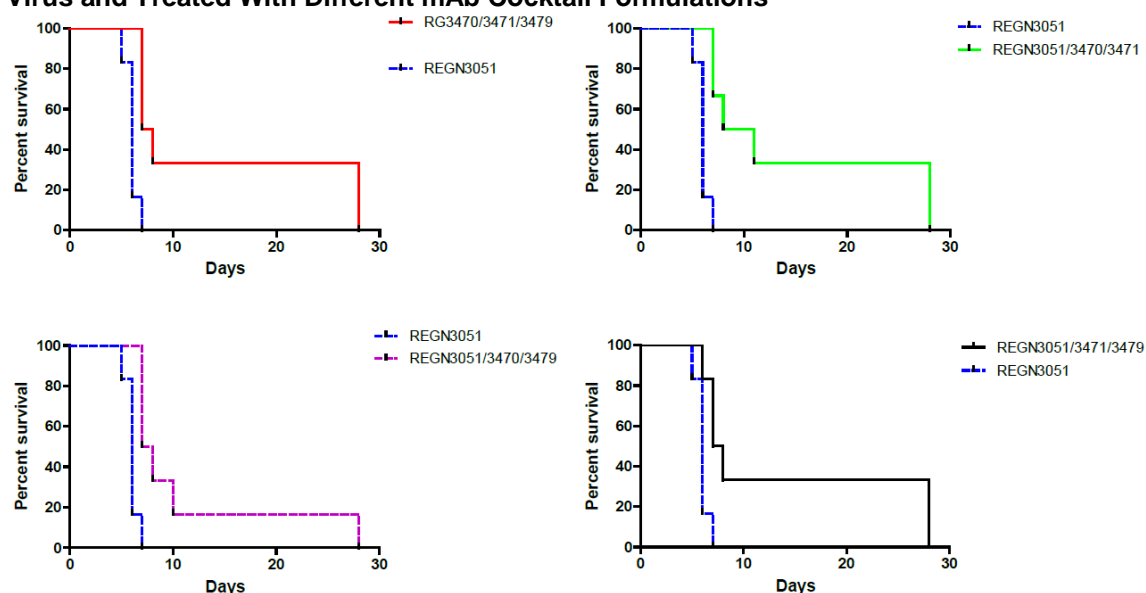 Virus and Treated With Different mAb Cocktail Formulations
RG3470/3471/3479
REGN3051
Percent survival
100
80
60
40
20
0
0 10 20 30
Days
REGN3051
REGN3051/3470/3471
Percent survival
100
80
60
40
20
0
0 10 20 30
Days
REGN3051
REGN3051/3470/3479
Percent survival
100
80
60
40
20
0
0 10 20 30
Days
REGN3051/3471/3479
REGN3051
Percent survival
100
80
60
40
20
0
0 10 20 30
Days